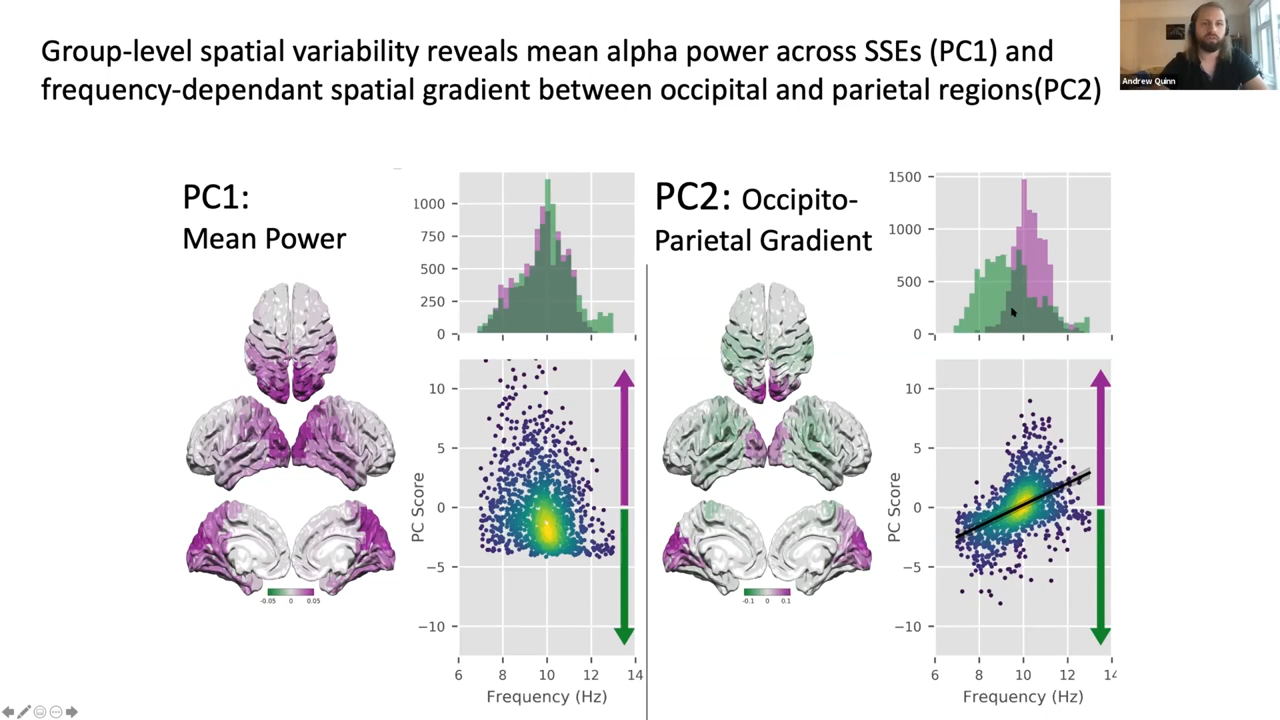 Group-level spatial variability reveals mean alpha power across SSEs (PC1) and
frequency-dependant spatial gradient between occipital and parietal regions(PC2)
Andrew Quinn
PC1:
Mean Power
1000
750
500
250
0
10
5
0
−5
−10
PC Score
6 8 10 12 14
Frequency (Hz)
-0.05 0 0.05
PC2: Occipito-
Parietal Gradient
1500
1000
500
0
10
5
0
−5
−10
PC Score
6 8 10 12 14
Frequency (Hz)
-0.1 0 0.1